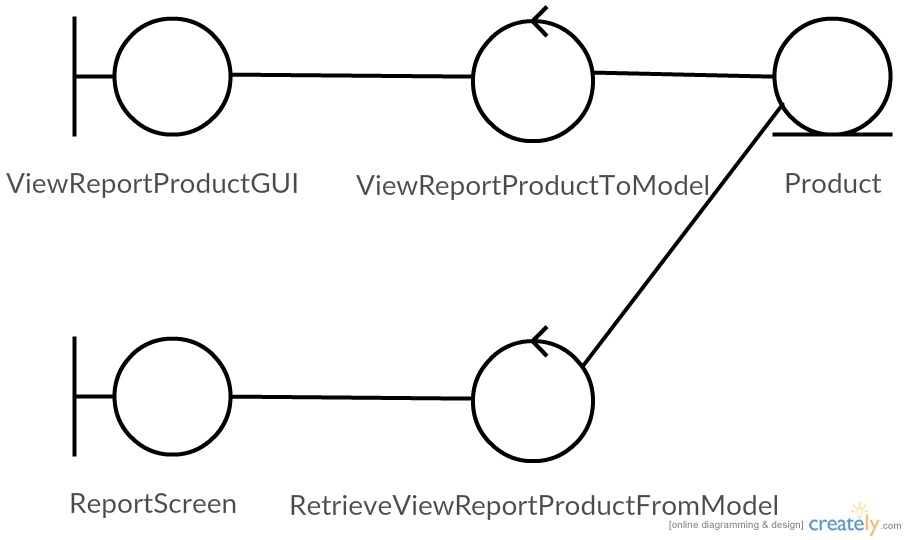 ViewReportProductGUI
ViewReportProductToModel
Product
ReportScreen
RetrieveViewReportProductFromModel
[online diagramming & design] creately.com